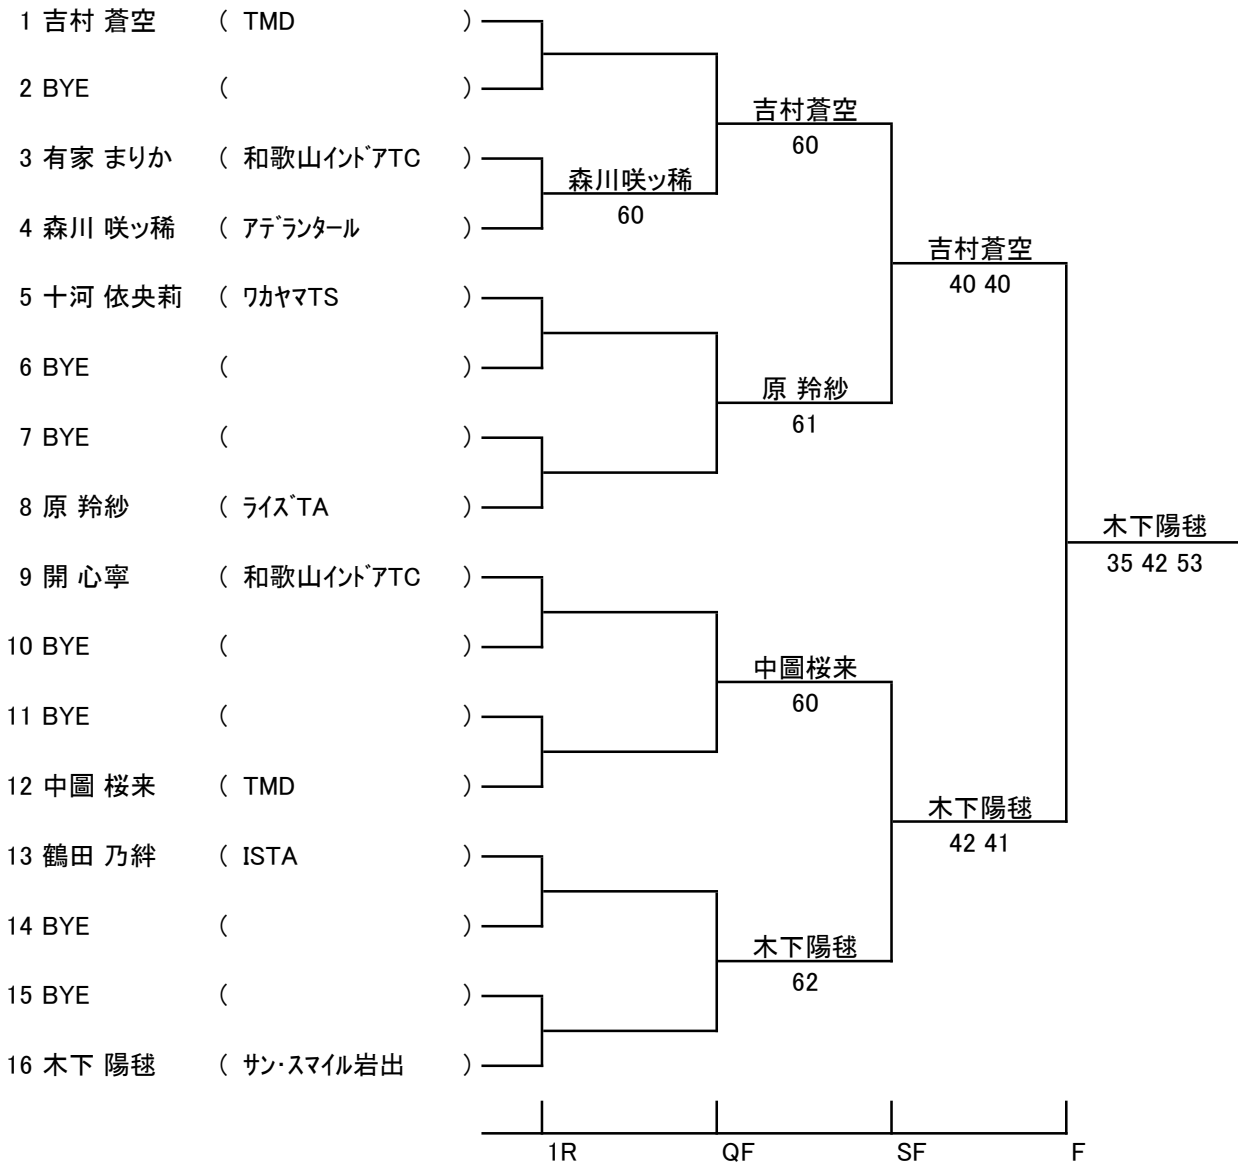 1 吉村 蒼空 ( TMD )
2 BYE ( )
吉村蒼空
60
3 有家 まりか ( 和歌山インドアTC )
森川咲ッ稀
60
4 森川 咲ッ稀 ( アデランタール )
吉村蒼空
40 40
5 十河 依央莉 ( ワカヤマTS )
6 BYE ( )
原 羚紗
61
7 BYE ( )
8 原 羚紗 ( ライズTA )
木下陽毬
35 42 53
9 開 心寧 ( 和歌山インドアTC )
10 BYE ( )
中圖桜来
60
11 BYE ( )
12 中圖 桜来 ( TMD )
木下陽毬
42 41
13 鶴田 乃絆 ( ISTA )
14 BYE ( )
木下陽毬
62
15 BYE ( )
16 木下 陽毬 ( サン・スマイル岩出 )
1R QF SF F